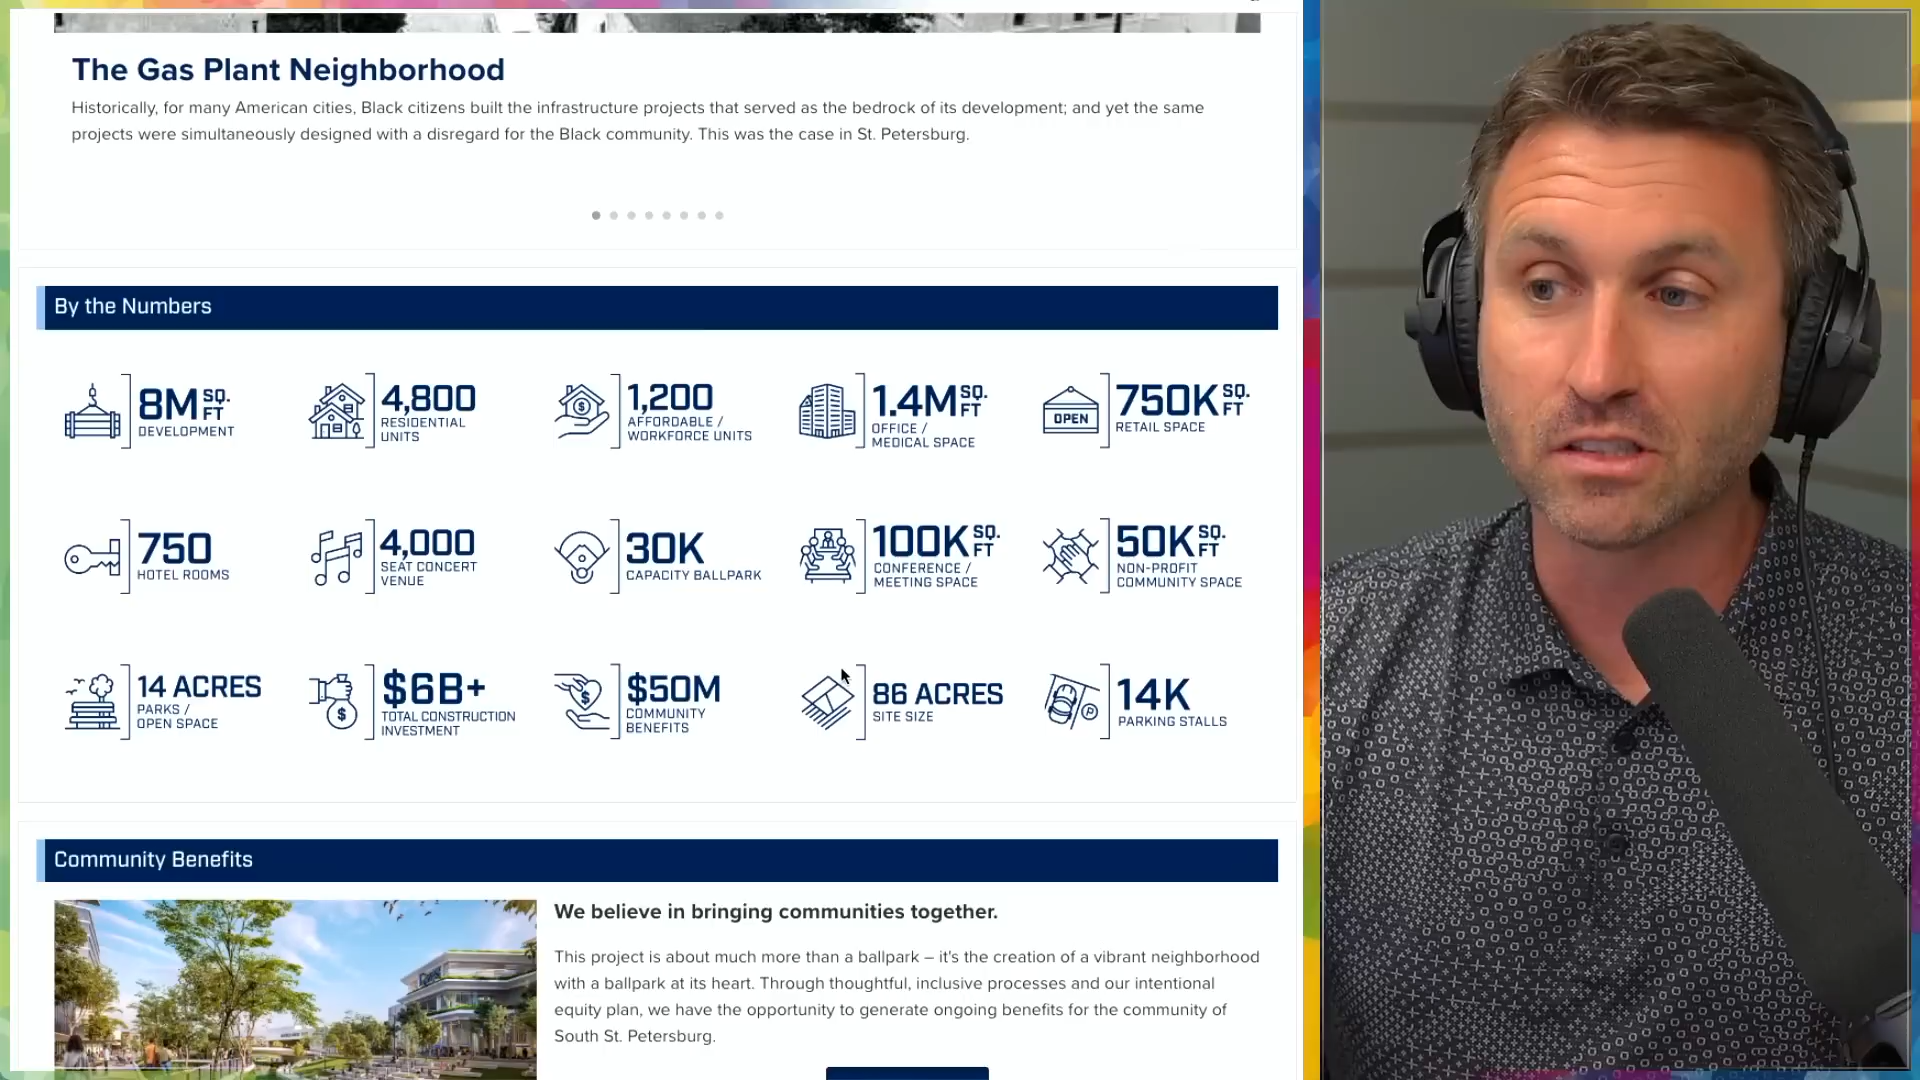 The Gas Plant Neighborhood
Historically, for many American cities, Black citizens built the infrastructure projects that served as the bedrock of its development; and yet the same
projects were simultaneously designed with a disregard for the Black community. This was the case in St. Petersburg.
By the Numbers
8M SQ. FT
DEVELOPMENT
4,800
RESIDENTIAL
UNITS
1,200
AFFORDABLE /
WORKFORCE UNITS
1.4M SQ. FT
OFFICE /
MEDICAL SPACE
OPEN
750K SQ. FT
RETAIL SPACE
750
HOTEL ROOMS
4,000
SEAT CONCERT
VENUE
30K
CAPACITY BALLPARK
100K SQ. FT
CONFERENCE /
MEETING SPACE
50K SQ. FT
NON-PROFIT
COMMUNITY SPACE
14 ACRES
PARKS /
OPEN SPACE
$6B+
TOTAL CONSTRUCTION
INVESTMENT
$50M
COMMUNITY
BENEFITS
86 ACRES
SITE SIZE
P
14K
PARKING STALLS
Community Benefits
We believe in bringing communities together.
This project is about much more than a ballpark – it's the creation of a vibrant neighborhood
with a ballpark at its heart. Through thoughtful, inclusive processes and our intentional
equity plan, we have the opportunity to generate ongoing benefits for the community of
South St. Petersburg.